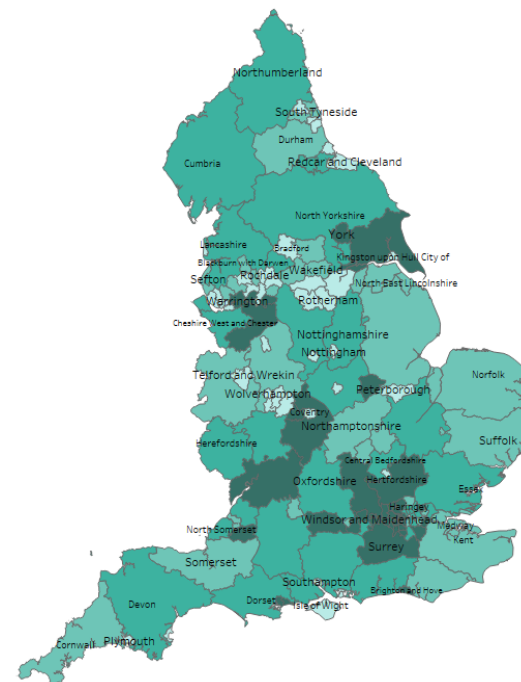 Northumberland
South Tyneside
Durham
Cumbria
Redcar and Cleveland
North Yorkshire
York
Lancashire
Bradford
Kingston upon Hull City of
Blackburn with Darwen
Rochdale
Wakefield
Sefton
North East Lincolnshire
Warrington
Rotherham
Cheshire West and Chester
Nottinghamshire
Nottingham
Telford and Wrekin
Norfolk
Peterborough
Wolverhampton
Coventry
Northamptonshire
Suffolk
Herefordshire
Central Bedfordshire
Oxfordshire
Hertfordshire
Essex
Haringey
Windsor and Maidenhead
North Somerset
Medway
Kent
Surrey
Somerset
Southampton
Devon
Dorset
Isle of Wight
Brighton and Hove
Cornwall
Plymouth